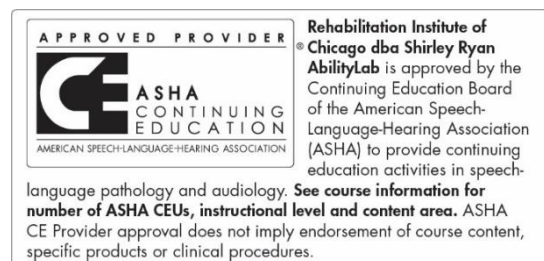 APPROVED PROVIDER
CE ASHA
CONTINUING
EDUCATION
AMERICAN SPEECH-LANGUAGE-HEARING ASSOCIATION
®
Rehabilitation Institute of
Chicago dba Shirley Ryan
AbilityLab is approved by the
Continuing Education Board
of the American Speech-
Language-Hearing Association
(ASHA) to provide continuing
education activities in speech-
language pathology and audiology. See course information for
number of ASHA CEUs, instructional level and content area. ASHA
CE Provider approval does not imply endorsement of course content,
specific products or clinical procedures.